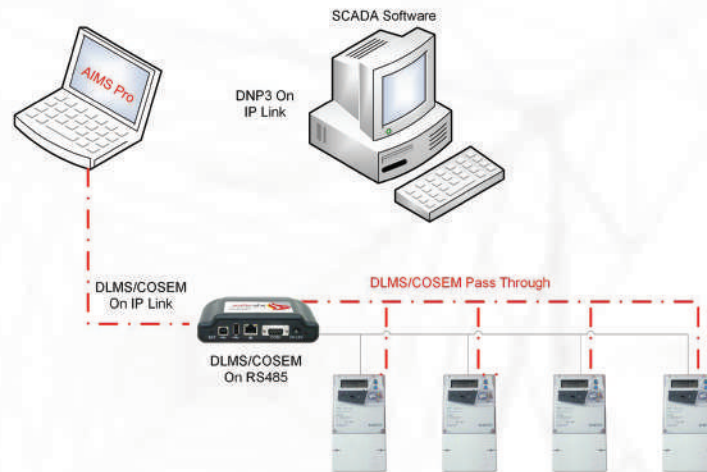 SCADA Software
AIMS Pro
DNP3 On
IP Link
DLMS/COSEM Pass Through
DLMS/COSEM
On IP Link
DLMS/COSEM
On RS485